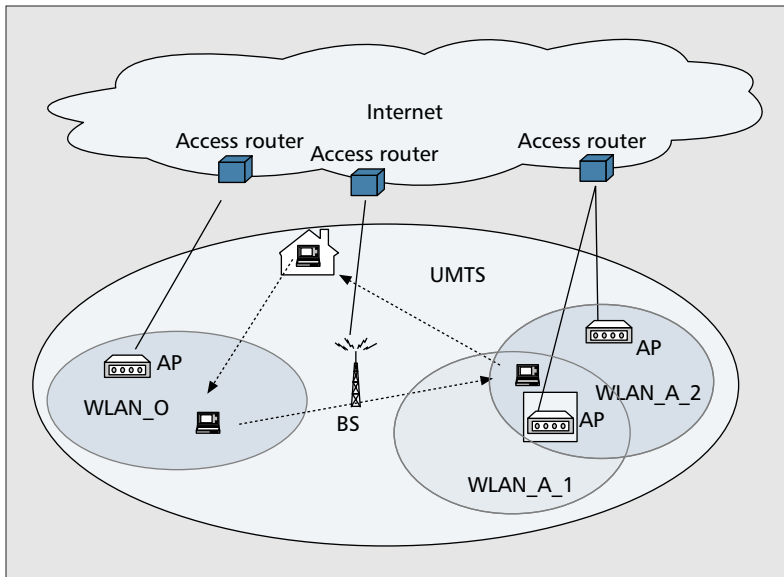 Internet
Access router
Access router
Access router
UMTS
AP
AP
WLAN_O
WLAN_A_2
BS
AP
WLAN_A_1